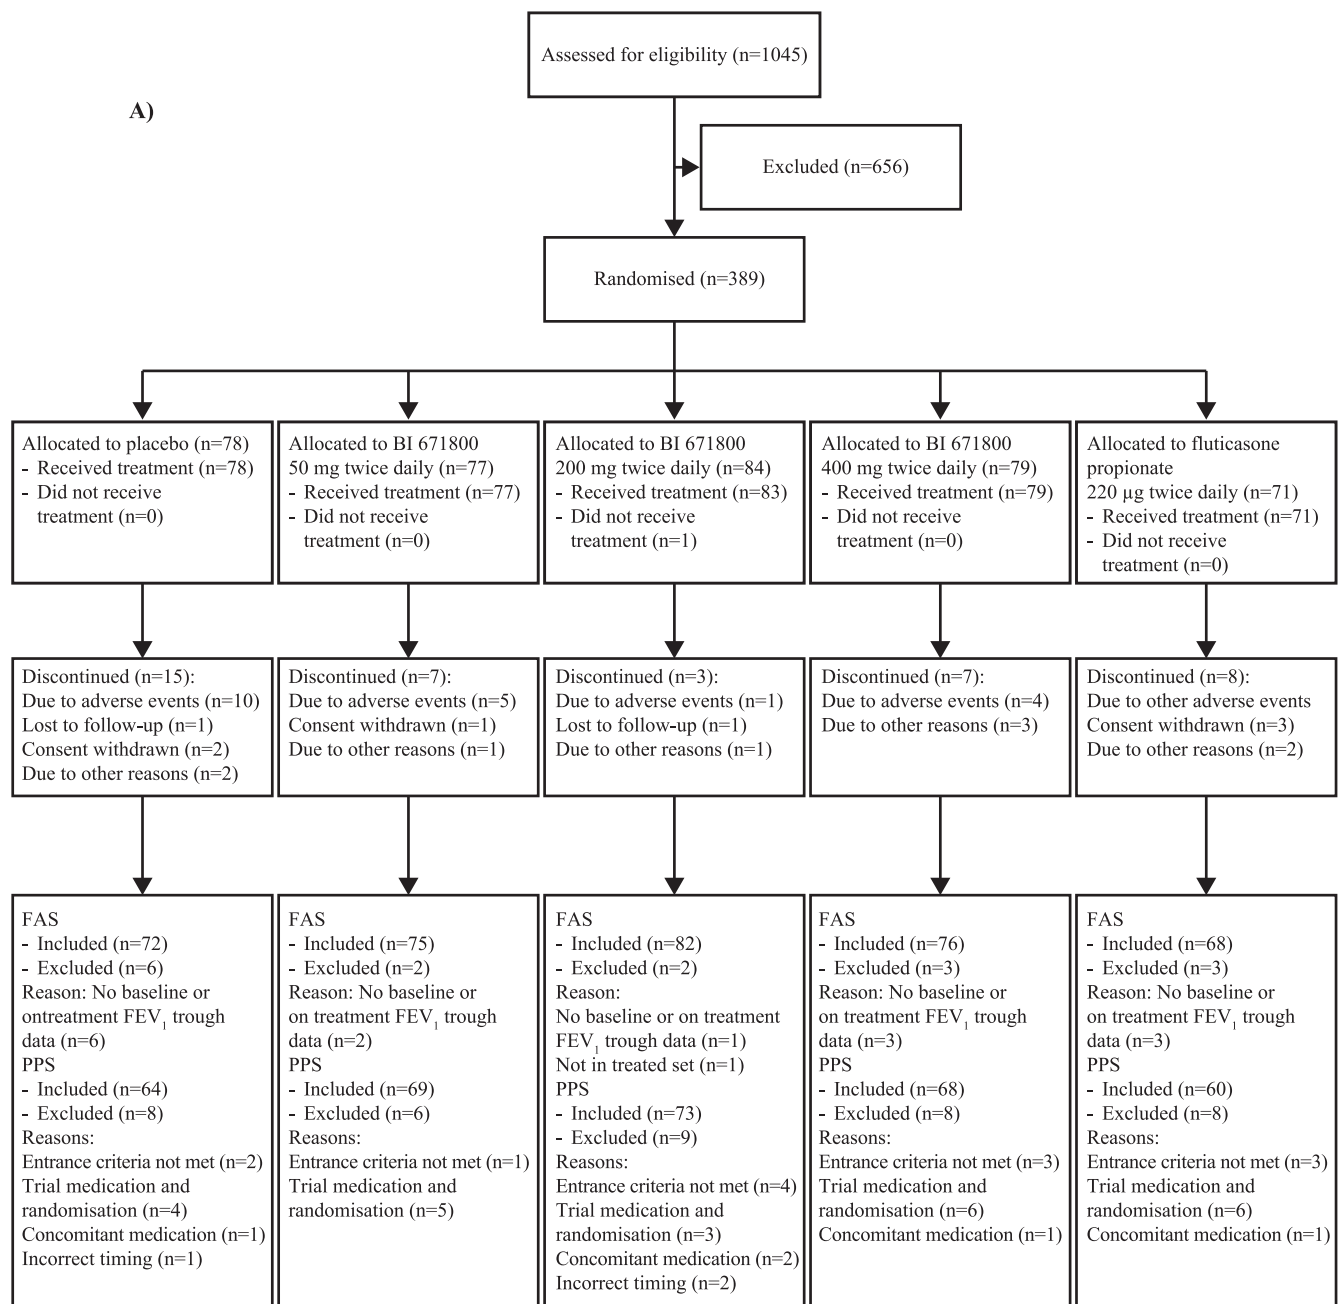 Assessed for eligibility (n=1045)
A)
Excluded (n=656)
Randomised (n=389)
Allocated to placebo (n=78)
- Received treatment (n=78)
- Did not receive
treatment (n=0)
Allocated to BI 671800
50 mg twice daily (n=77)
- Received treatment (n=77)
- Did not receive
treatment (n=0)
Allocated to BI 671800
200 mg twice daily (n=84)
- Received treatment (n=83)
- Did not receive
treatment (n=1)
Allocated to BI 671800
400 mg twice daily (n=79)
- Received treatment (n=79)
- Did not receive
treatment (n=0)
Allocated to fluticasone
propionate
220 µg twice daily (n=71)
- Received treatment (n=71)
- Did not receive
treatment (n=0)
Discontinued (n=15):
Due to adverse events (n=10)
Lost to follow-up (n=1)
Consent withdrawn (n=2)
Due to other reasons (n=2)
Discontinued (n=7):
Due to adverse events (n=5)
Consent withdrawn (n=1)
Due to other reasons (n=1)
Discontinued (n=3):
Due to adverse events (n=1)
Lost to follow-up (n=1)
Due to other reasons (n=1)
Discontinued (n=7):
Due to adverse events (n=4)
Due to other reasons (n=3)
Discontinued (n=8):
Due to other adverse events
Consent withdrawn (n=3)
Due to other reasons (n=2)
FAS
- Included (n=72)
- Excluded (n=6)
Reason: No baseline or
ontreatment FEV₁ trough
data (n=6)
PPS
- Included (n=64)
- Excluded (n=8)
Reasons:
Entrance criteria not met (n=2)
Trial medication and
randomisation (n=4)
Concomitant medication (n=1)
Incorrect timing (n=1)
FAS
- Included (n=75)
- Excluded (n=2)
Reason: No baseline or
on treatment FEV₁ trough
data (n=2)
PPS
- Included (n=69)
- Excluded (n=6)
Reasons:
Entrance criteria not met (n=1)
Trial medication and
randomisation (n=5)
FAS
- Included (n=82)
- Excluded (n=2)
Reason:
No baseline or on treatment
FEV₁ trough data (n=1)
Not in treated set (n=1)
PPS
- Included (n=73)
- Excluded (n=9)
Reasons:
Entrance criteria not met (n=4)
Trial medication and
randomisation (n=3)
Concomitant medication (n=2)
Incorrect timing (n=2)
FAS
- Included (n=76)
- Excluded (n=3)
Reason: No baseline or
on treatment FEV₁ trough
data (n=3)
PPS
- Included (n=68)
- Excluded (n=8)
Reasons:
Entrance criteria not met (n=3)
Trial medication and
randomisation (n=6)
Concomitant medication (n=1)
FAS
- Included (n=68)
- Excluded (n=3)
Reason: No baseline or
on treatment FEV₁ trough
data (n=3)
PPS
- Included (n=60)
- Excluded (n=8)
Reasons:
Entrance criteria not met (n=3)
Trial medication and
randomisation (n=6)
Concomitant medication (n=1)